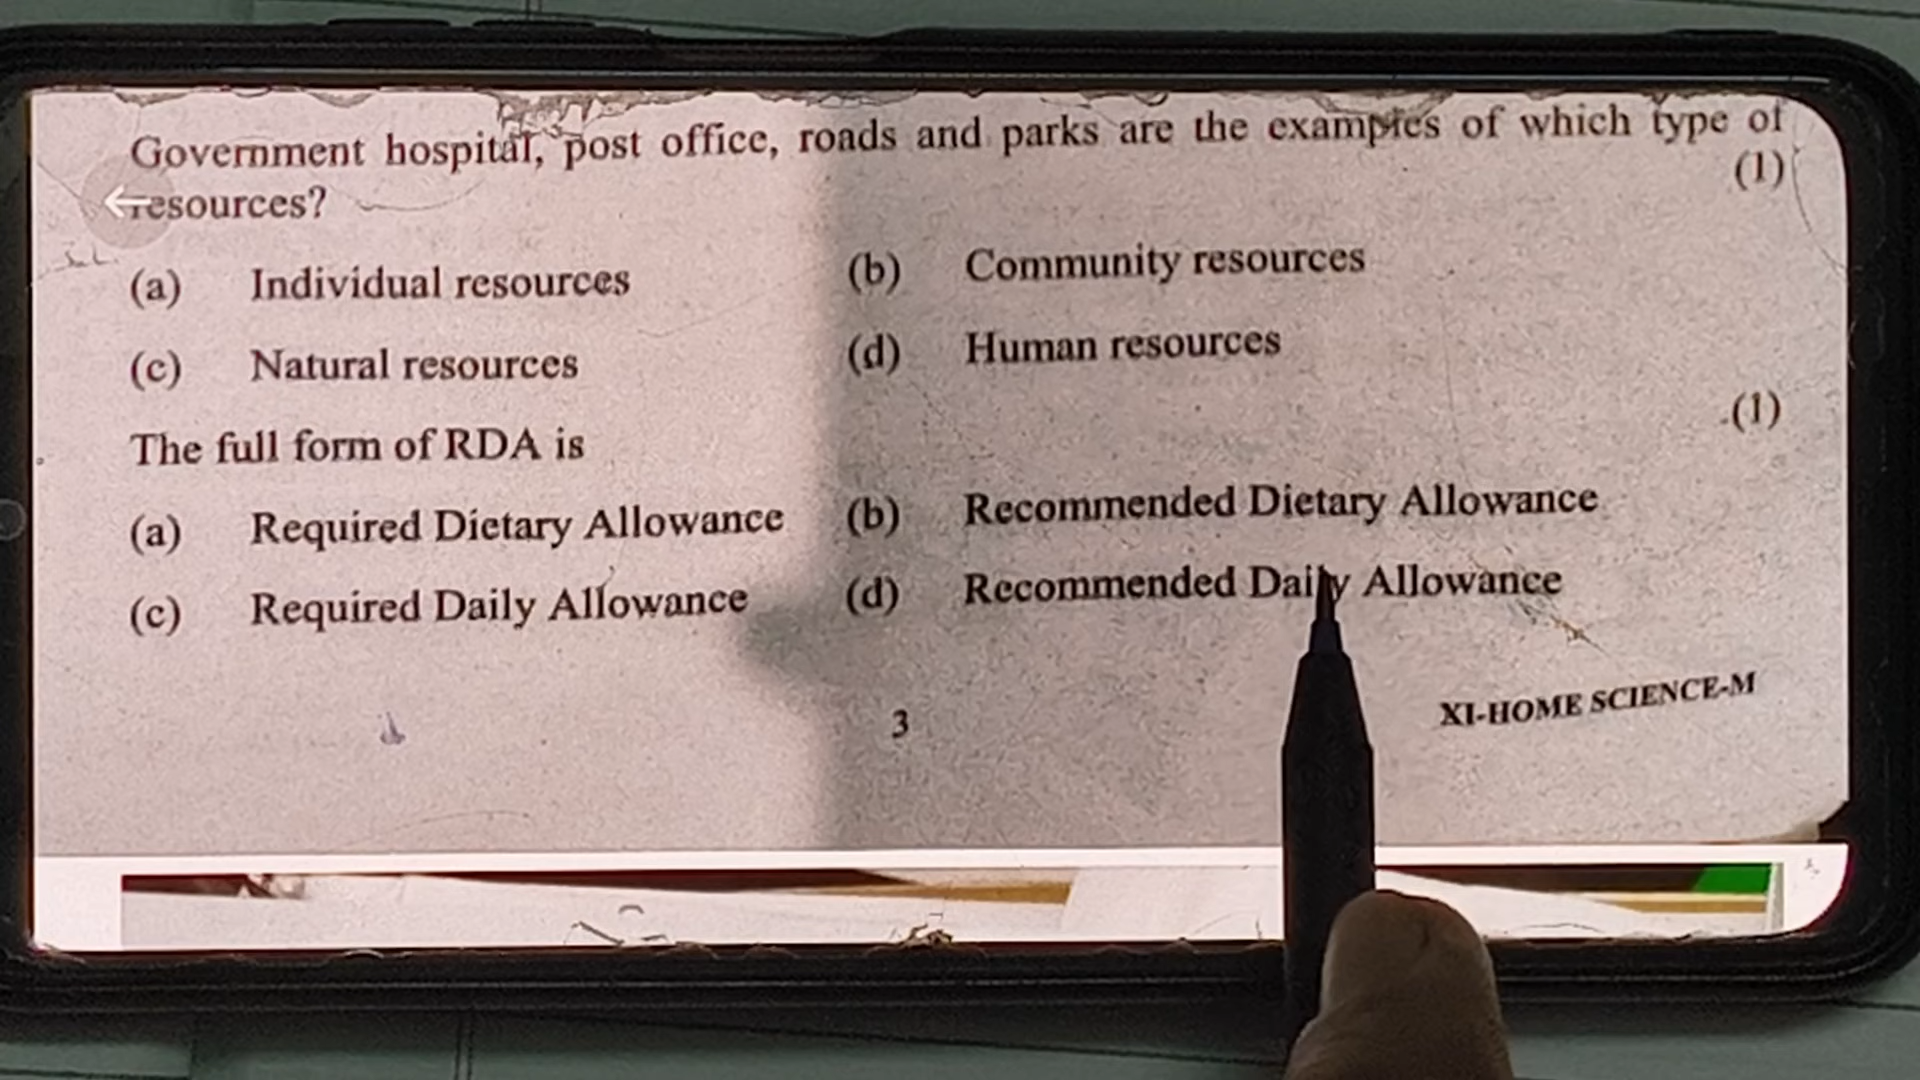 Government hospital, post office, roads and parks are the examples of which type of
resources? (1)
(a) Individual resources (b) Community resources
(c) Natural resources (d) Human resources
The full form of RDA is (1)
(a) Required Dietary Allowance (b) Recommended Dietary Allowance
(c) Required Daily Allowance (d) Recommended Daily Allowance
3 XI-HOME SCIENCE-M